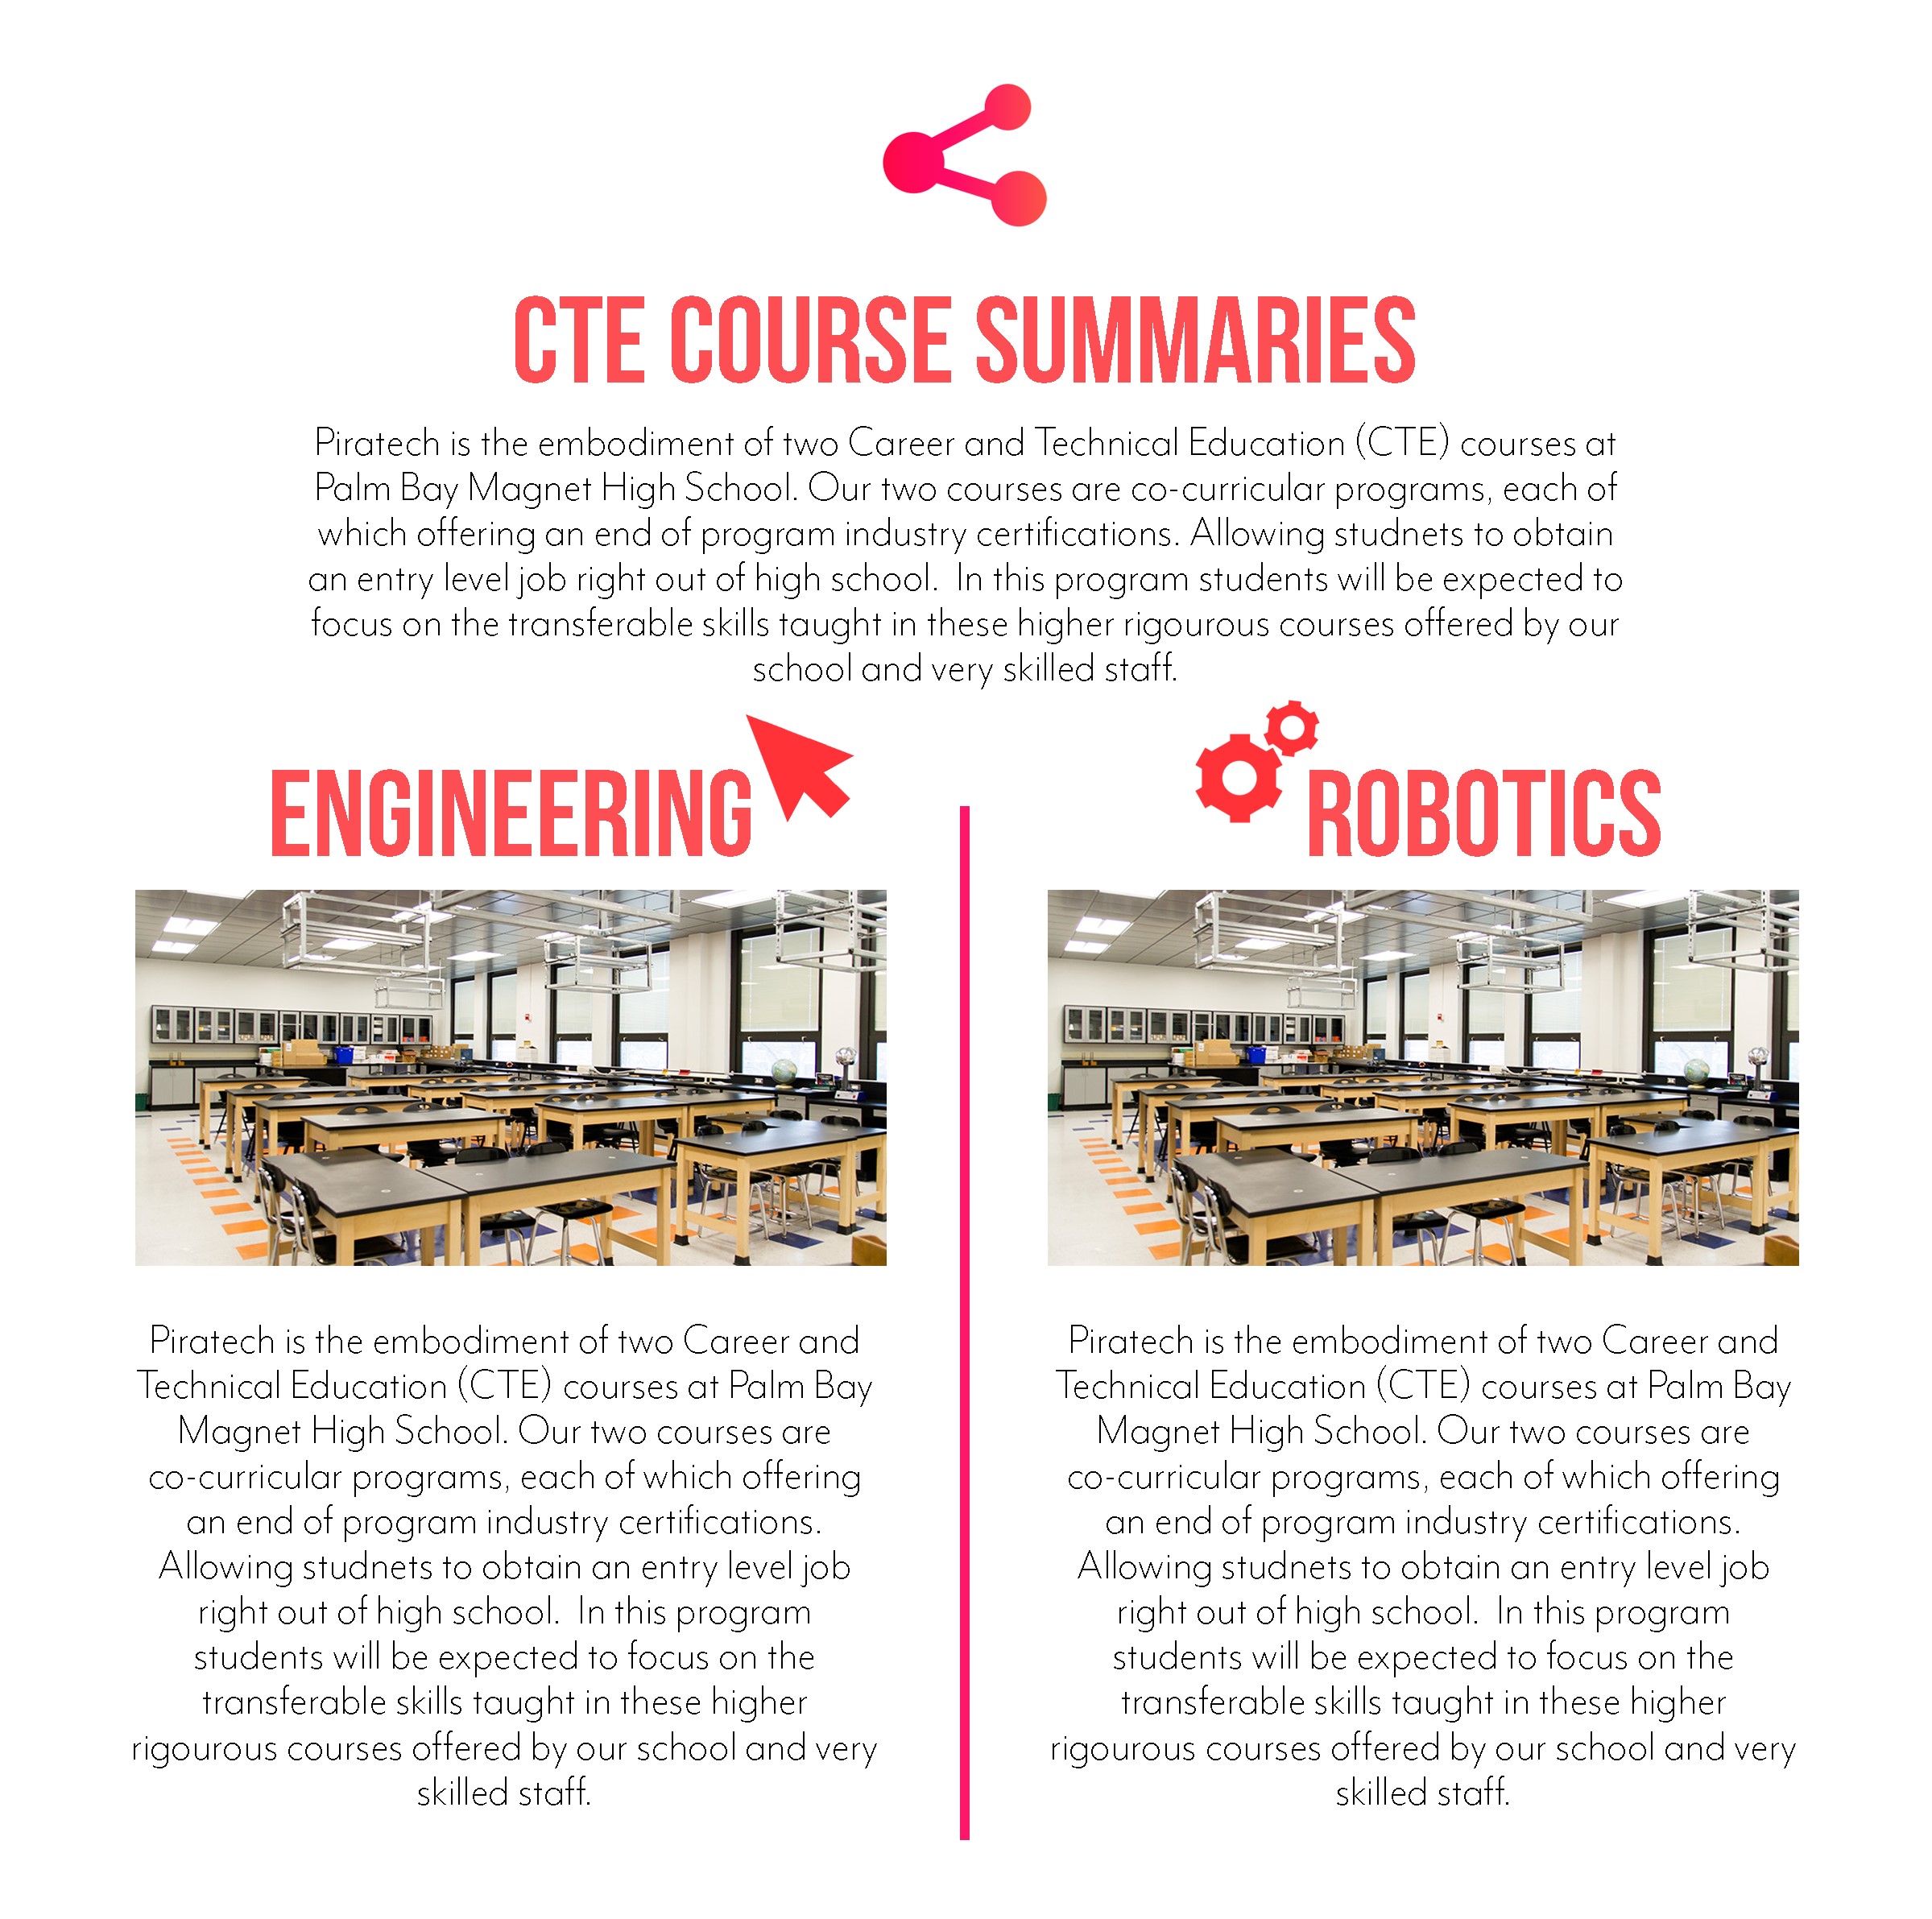 CTE COURSE SUMMARIES
Piratech is the embodiment of two Career and Technical Education (CTE) courses at
Palm Bay Magnet High School. Our two courses are co-curricular programs, each of
which offering an end of program industry certifications. Allowing studnets to obtain
an entry level job right out of high school.  In this program students will be expected to
focus on the transferable skills taught in these higher rigourous courses offered by our
school and very skilled staff.
ENGINEERING
Piratech is the embodiment of two Career and
Technical Education (CTE) courses at Palm Bay
Magnet High School. Our two courses are
co-curricular programs, each of which offering
an end of program industry certifications.
Allowing studnets to obtain an entry level job
right out of high school.  In this program
students will be expected to focus on the
transferable skills taught in these higher
rigourous courses offered by our school and very
skilled staff.
ROBOTICS
Piratech is the embodiment of two Career and
Technical Education (CTE) courses at Palm Bay
Magnet High School. Our two courses are
co-curricular programs, each of which offering
an end of program industry certifications.
Allowing studnets to obtain an entry level job
right out of high school.  In this program
students will be expected to focus on the
transferable skills taught in these higher
rigourous courses offered by our school and very
skilled staff.